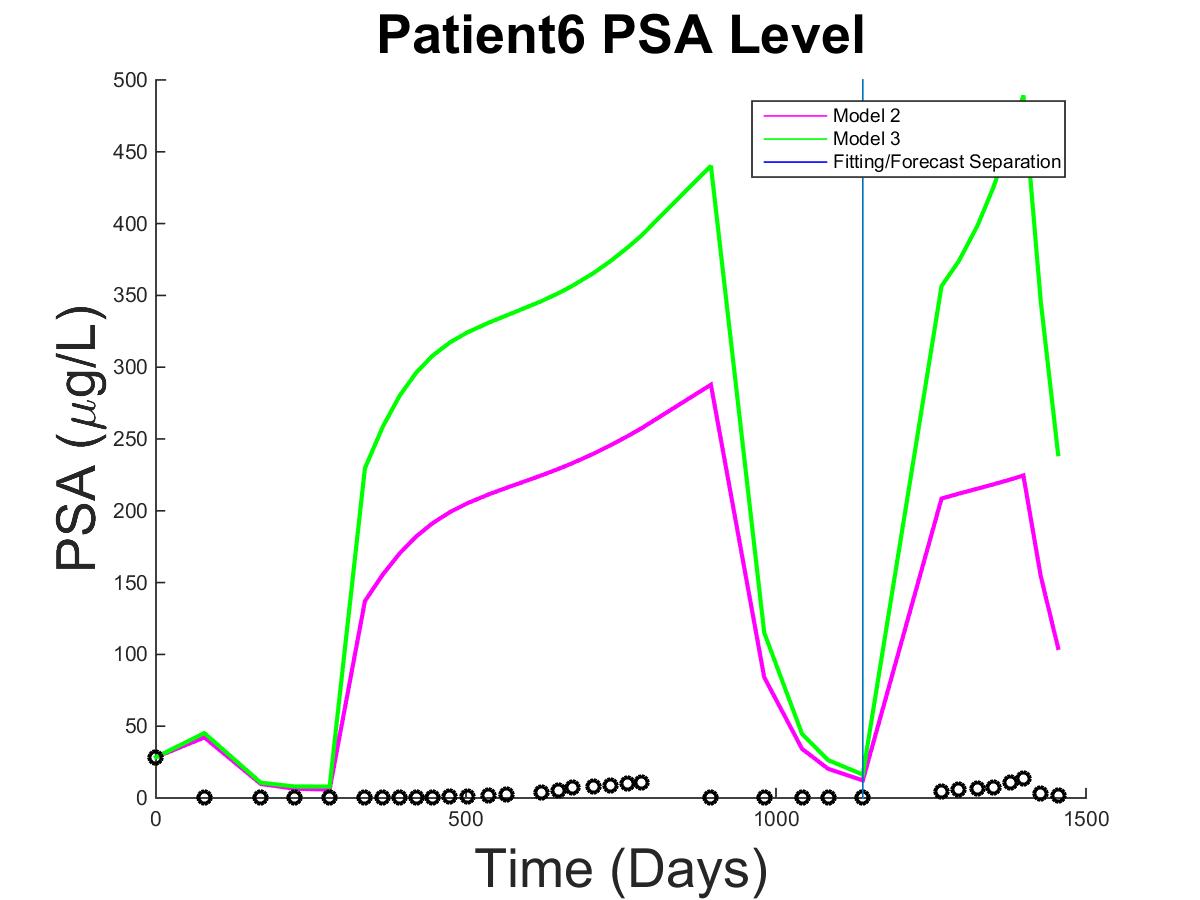 Patient6 PSA Level
500
450
400
350
300
250
200
150
100
50
0
PSA (μg/L)
Model 2
Model 3
Fitting/Forecast Separation
0
500
1000
1500
Time (Days)